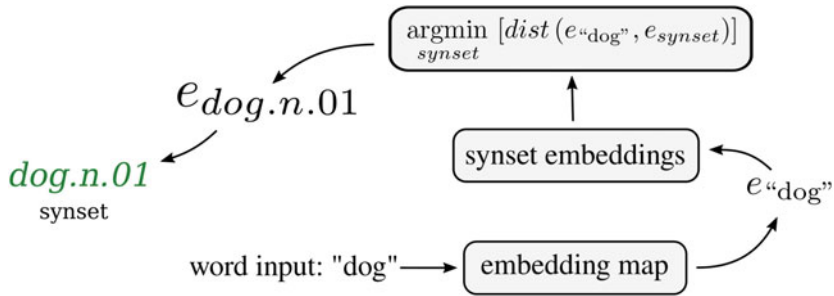 argmin [dist (e“dog”, esynset)]
synset
edog.n.01
synset embeddings
dog.n.01
e“dog”
synset
word input: "dog"
embedding map